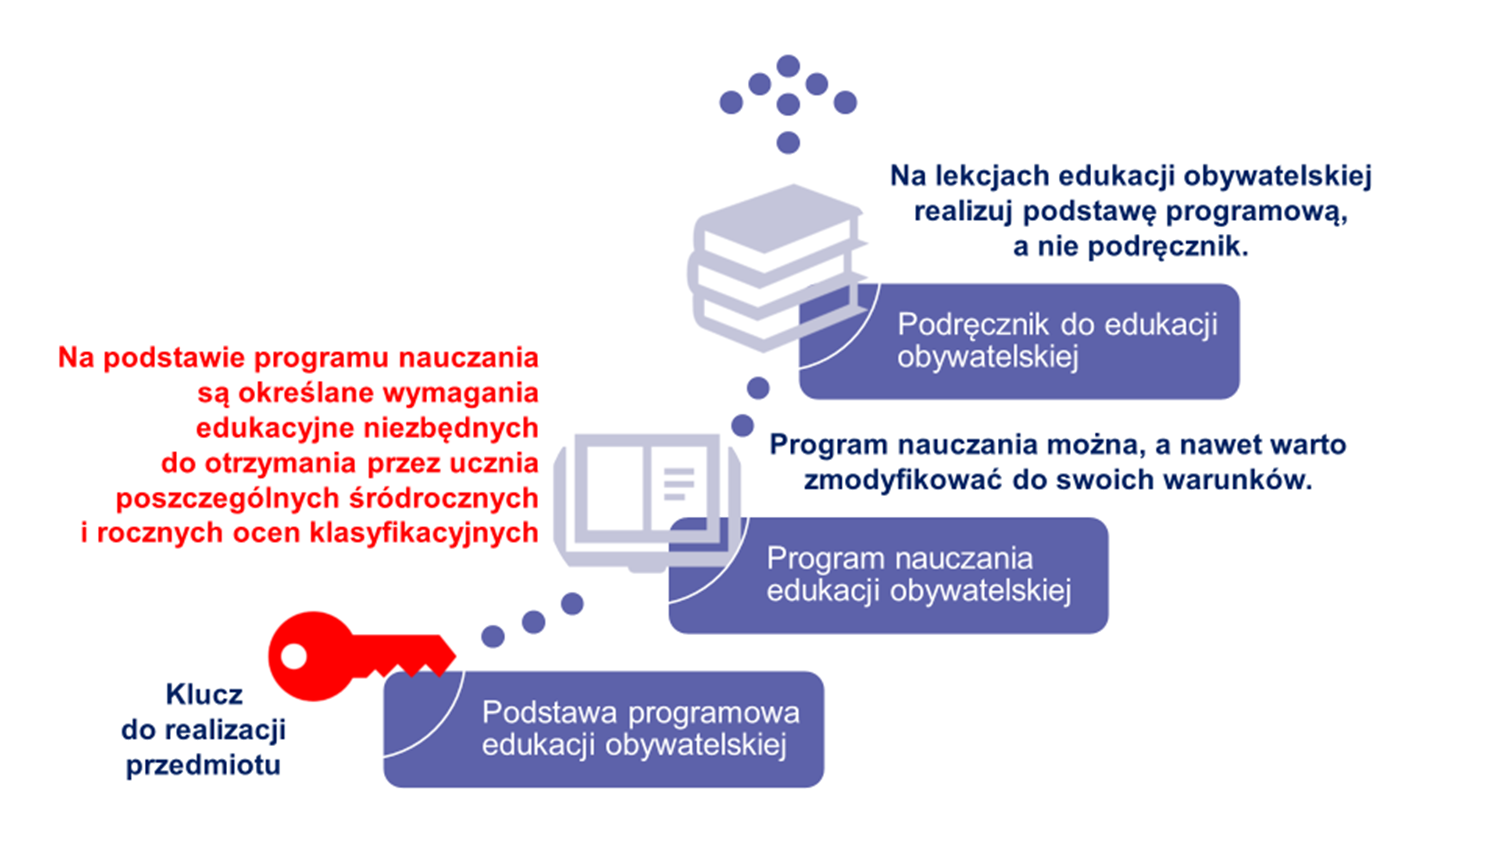 Na lekcjach edukacji obywatelskiej
realizuj podstawę programową,
a nie podręcznik.
Podręcznik do edukacji
obywatelskiej
Na podstawie programu nauczania
są określane wymagania
edukacyjne niezbędnych
do otrzymania przez ucznia
poszczególnych śródrocznych
i rocznych ocen klasyfikacyjnych
Program nauczania można, a nawet warto
zmodyfikować do swoich warunków.
Program nauczania
edukacji obywatelskiej
Klucz
do realizacji
przedmiotu
Podstawa programowa
edukacji obywatelskiej